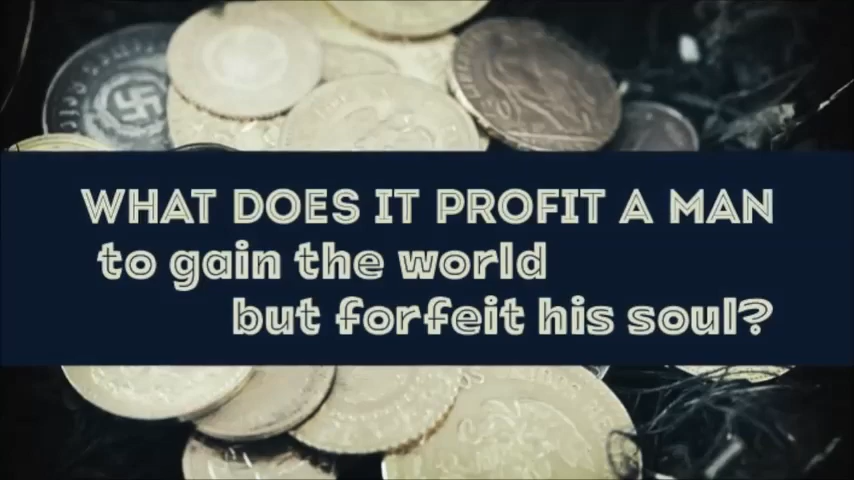 WHAT DOES IT PROFIT A MAN
to gain the world
but forfeit his soul?